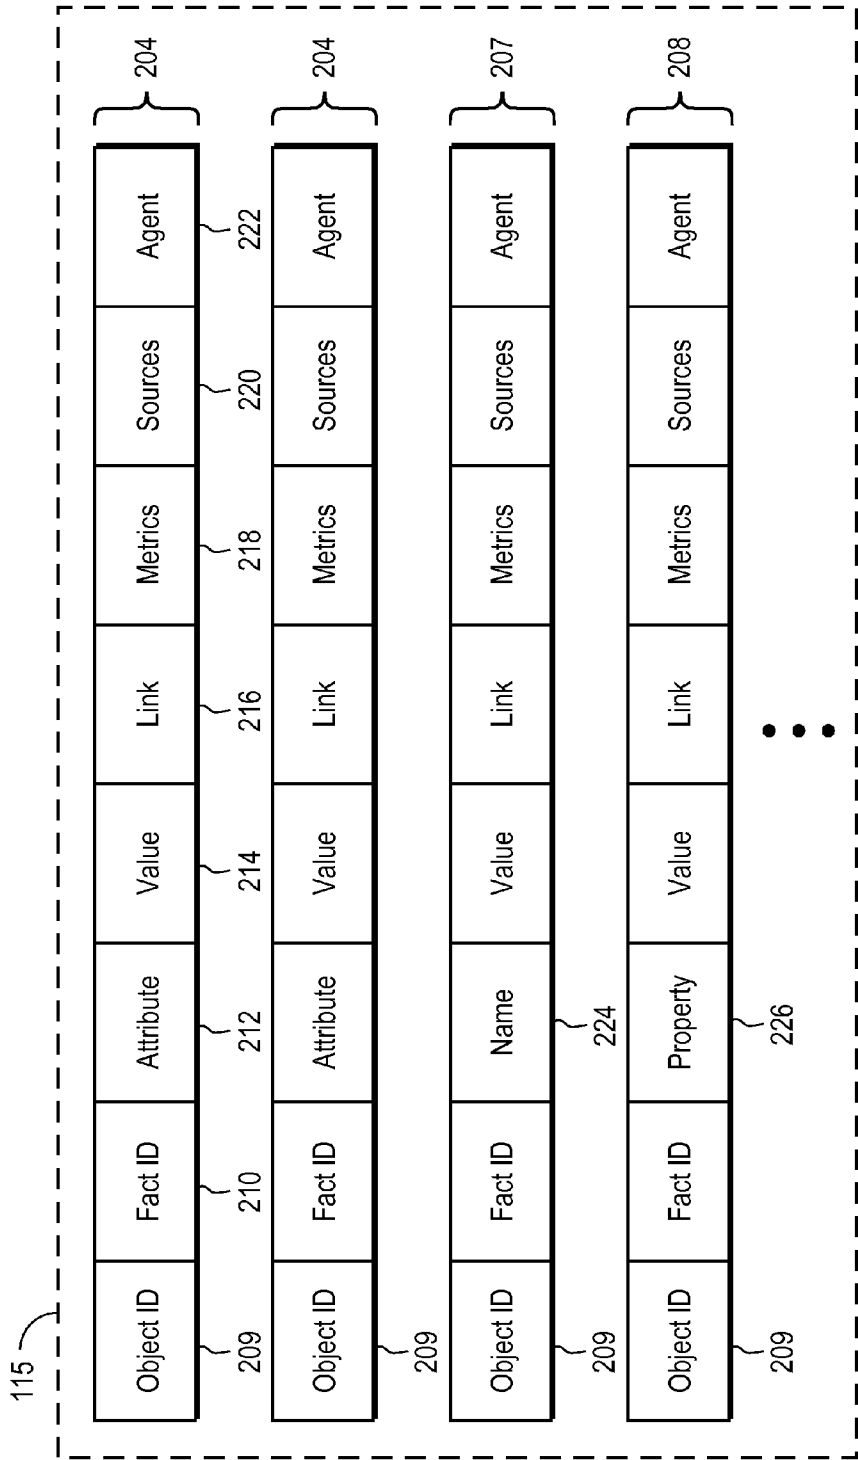 115
Object ID Fact ID Attribute Value Link Metrics Sources Agent 204
209 210 212 214 216 218 220 222
Object ID Fact ID Attribute Value Link Metrics Sources Agent 204
209
Object ID Fact ID Name Value Link Metrics Sources Agent 207
209 224
Object ID Fact ID Property Value Link Metrics Sources Agent 208
209 226